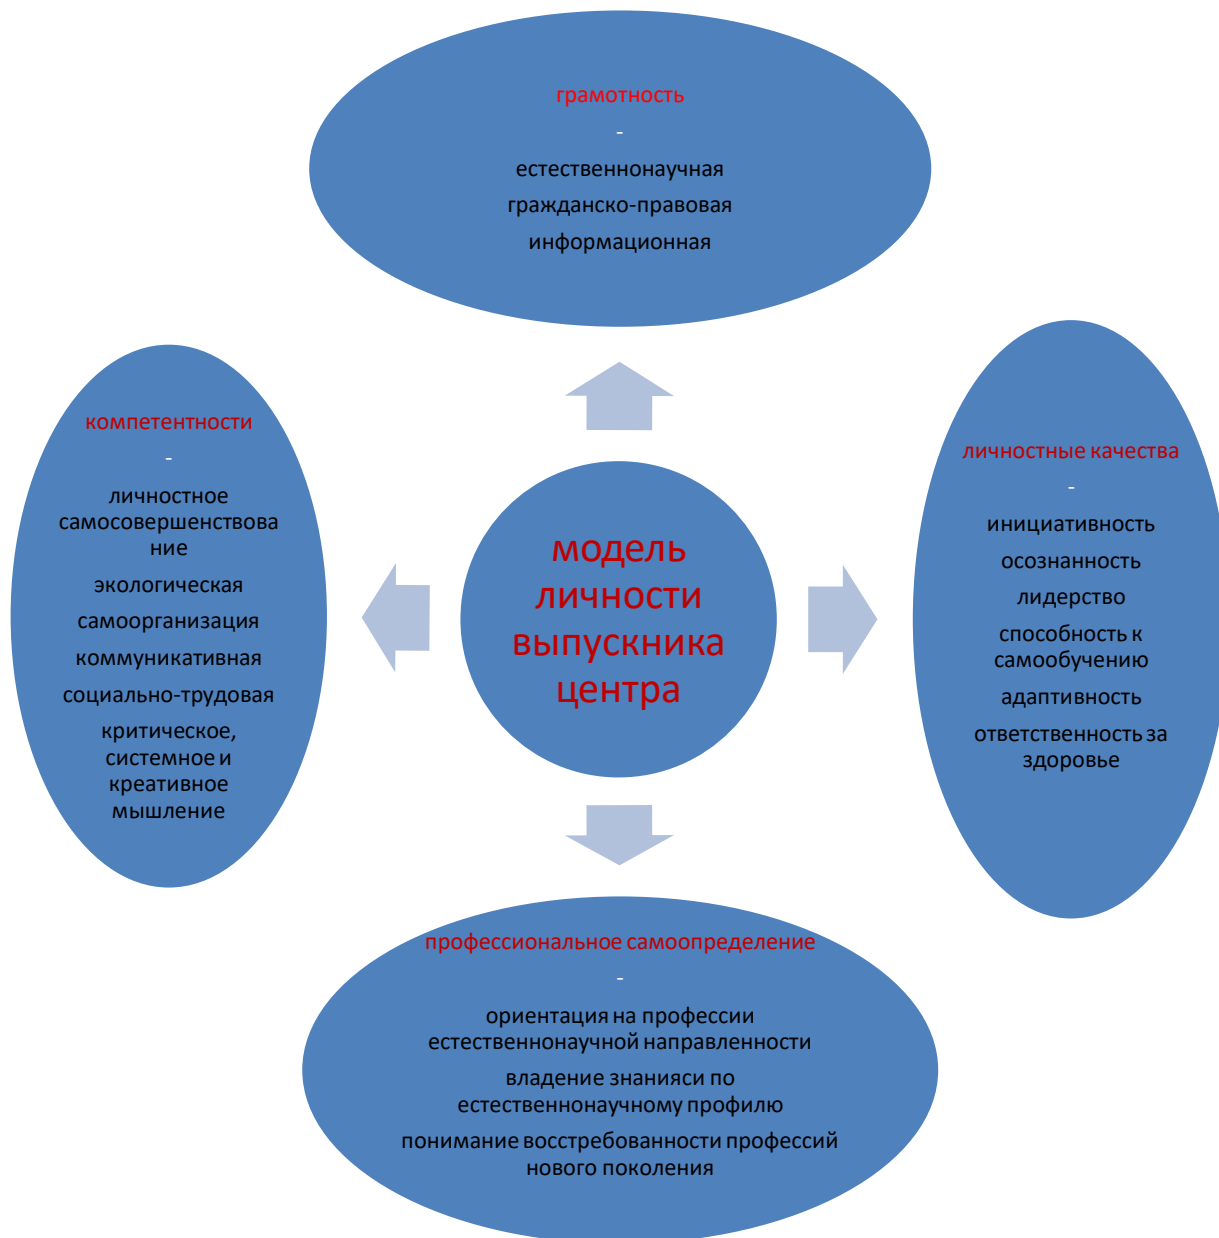 грамотность
-
естественнонаучная
гражданско-правовая
информационная
компетентности
-
личностное
самосовершенствова
ние
экологическая
самоорганизация
коммуникативная
социально-трудовая
критическое,
системное и
креативное
мышление
модель
личности
выпускника
центра
личностные качества
-
инициативность
осознанность
лидерство
способность к
самообучению
адаптивность
ответственность за
здоровье
профессиональное самоопределение
-
ориентация на профессии
естественнонаучной направленности
владение знанияси по
естественнонаучному профилю
понимание восстребованности профессий
нового поколения